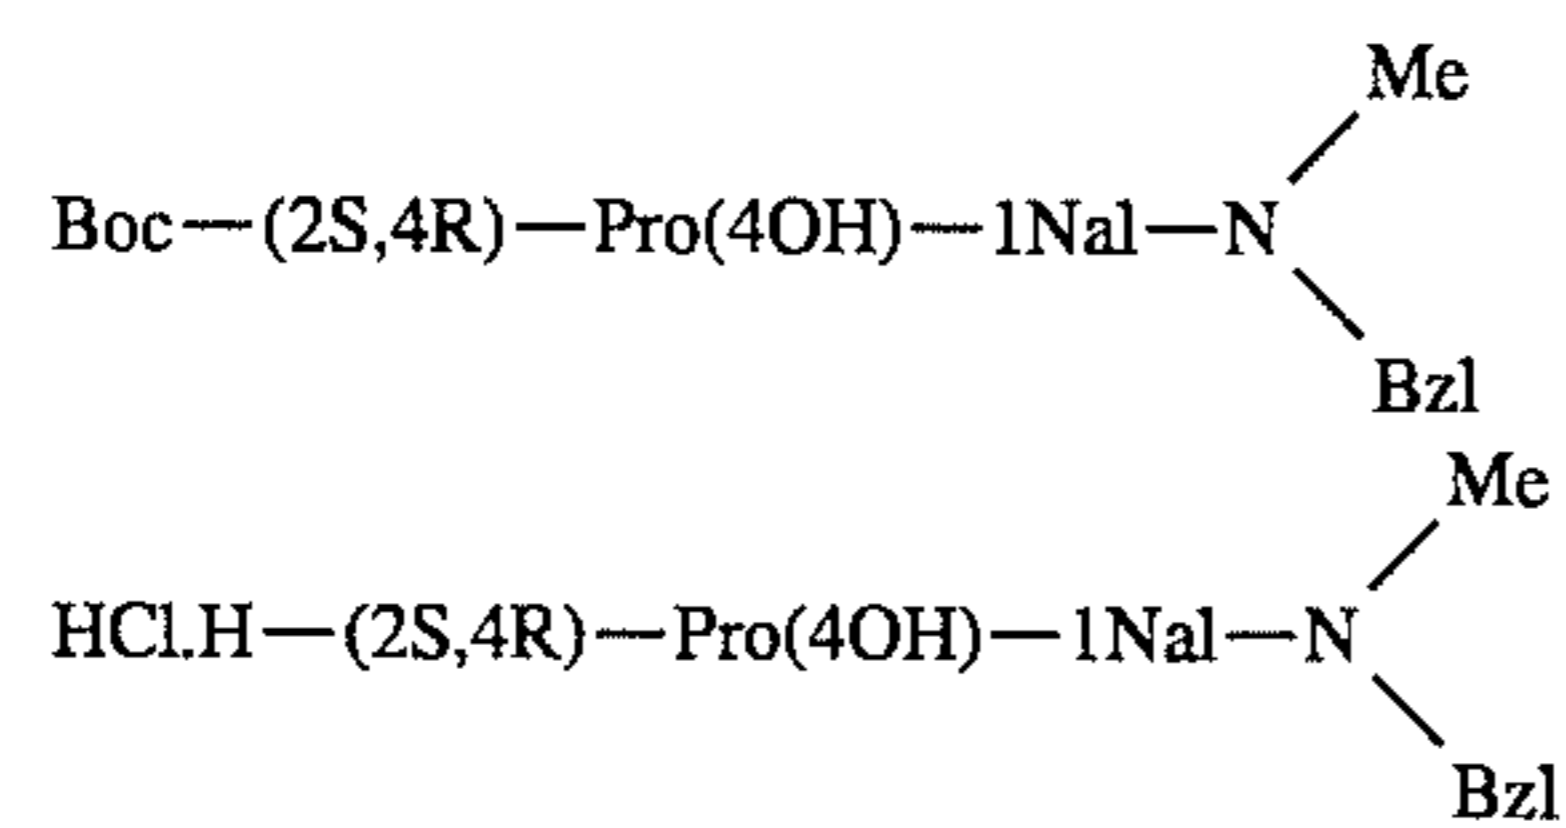 Me
Boc—(2S,4R)—Pro(4OH)—1Nal—N
Bzl
Me
HCl.H—(2S,4R)—Pro(4OH)—1Nal—N
Bzl